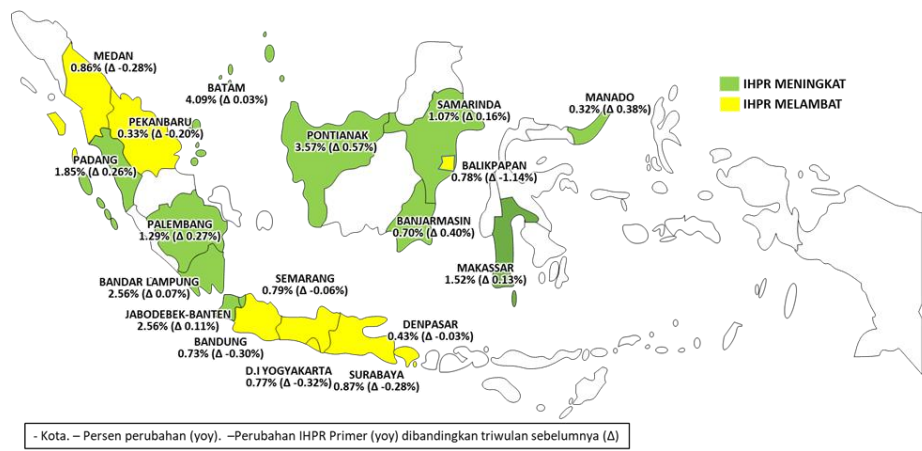 MEDAN
0.86% (Δ -0.28%)
BATAM
4.09% (Δ 0.03%)
PEKANBARU
0.33% (Δ -0.20%)
PADANG
1.85% (Δ 0.26%)
PONTIANAK
3.57% (Δ 0.57%)
SAMARINDA
1.07% (Δ 0.16%)
MANADO
0.32% (Δ 0.38%)
IHPR MENINGKAT
IHPR MELAMBAT
BALIKPAPAN
0.78% (Δ -1.14%)
PALEMBANG
1.29% (Δ 0.27%)
BANJARMASIN
0.70% (Δ 0.40%)
MAKASSAR
1.52% (Δ 0.13%)
BANDAR LAMPUNG
2.56% (Δ 0.07%)
SEMARANG
0.79% (Δ -0.06%)
JABODEBEK-BANTEN
2.56% (Δ 0.11%)
BANDUNG
0.73% (Δ -0.30%)
DENPASAR
0.43% (Δ -0.03%)
D.I YOGYAKARTA
0.77% (Δ -0.32%)
SURABAYA
0.87% (Δ -0.28%)
- Kota. – Persen perubahan (yoy). –Perubahan IHPR Primer (yoy) dibandingkan triwulan sebelumnya (Δ)